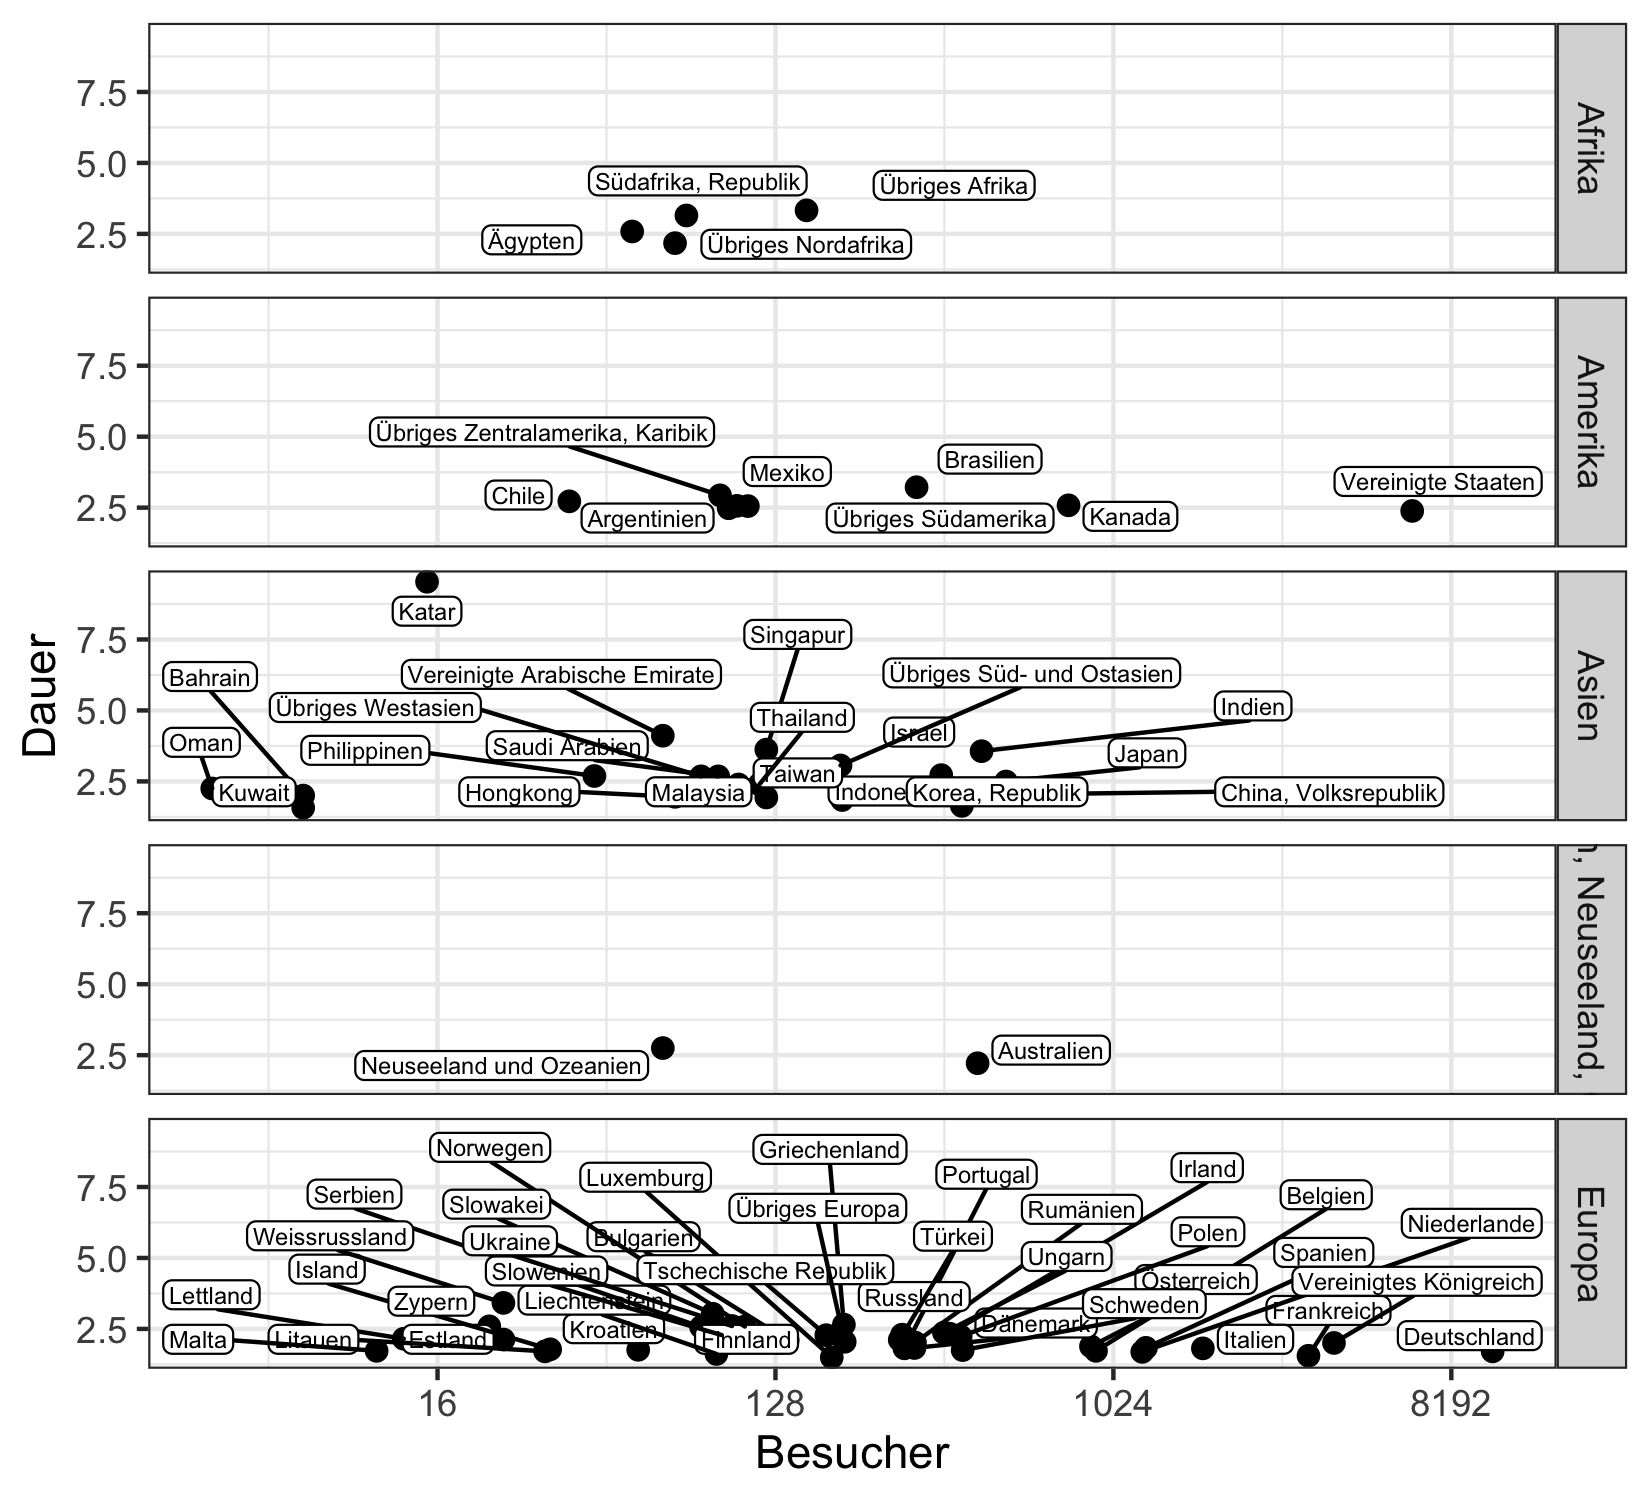 Dauer
7.5
5.0
2.5
Südafrika, Republik
Übriges Afrika
Ägypten
Übriges Nordafrika
Afrika
7.5
5.0
2.5
Übriges Zentralamerika, Karibik
Brasilien
Mexiko
Vereinigte Staaten
Chile
Argentinien
Übriges Südamerika
Kanada
Amerika
7.5
5.0
2.5
Katar
Singapur
Bahrain
Vereinigte Arabische Emirate
Übriges Süd- und Ostasien
Übriges Westasien
Indien
Thailand
Israel
Oman
Philippinen
Saudi Arabien
Japan
Taiwan
Kuwait
Hongkong
Malaysia
Indone
Korea, Republik
China, Volksrepublik
Asien
7.5
5.0
2.5
Neuseeland und Ozeanien
Australien
, Neuseeland,
7.5
5.0
2.5
Norwegen
Griechenland
Irland
Luxemburg
Portugal
Serbien
Belgien
Slowakei
Übriges Europa
Rumänien
Niederlande
Weissrussland
Ukraine
Bulgarien
Türkei
Polen
Ungarn
Spanien
Island
Slowenien
Tschechische Republik
Österreich
Vereinigtes Königreich
Lettland
Zypern
Liechtenstein
Russland
Schweden
Frankreich
Kroatien
Dänemark
Malta
Litauen
Estland
Finnland
Italien
Deutschland
Europa
16
128
1024
8192
Besucher